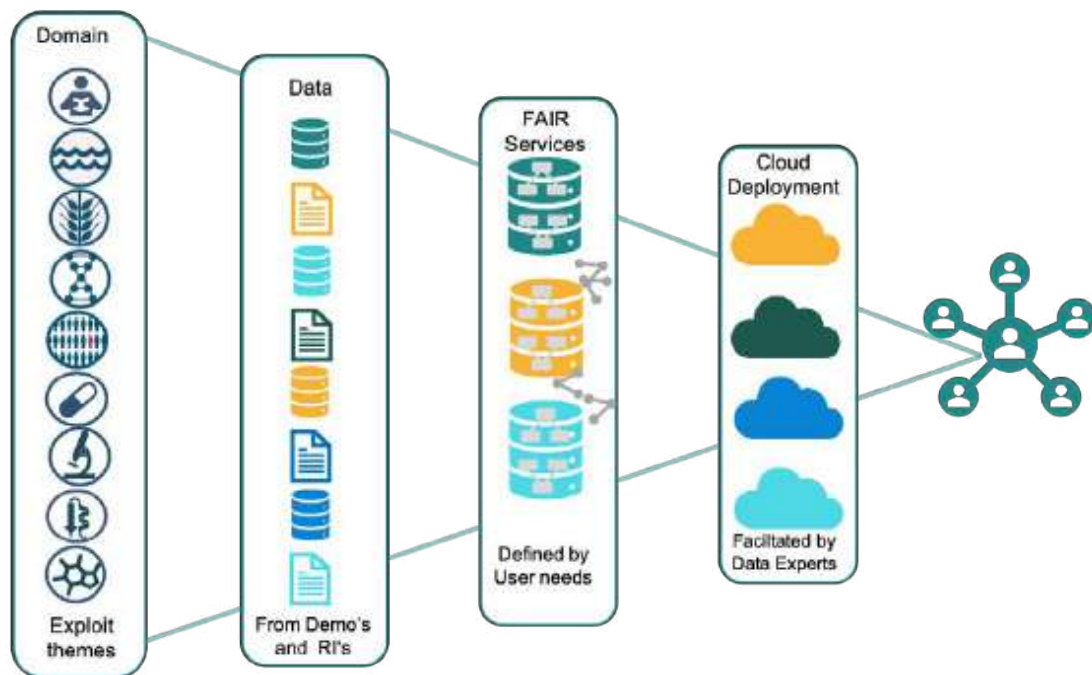 Domain
Exploit
themes
Data
From Demo's
and RI's
FAIR
Services
Defined by
User needs
Cloud
Deployment
Faciltated by
Data Experts